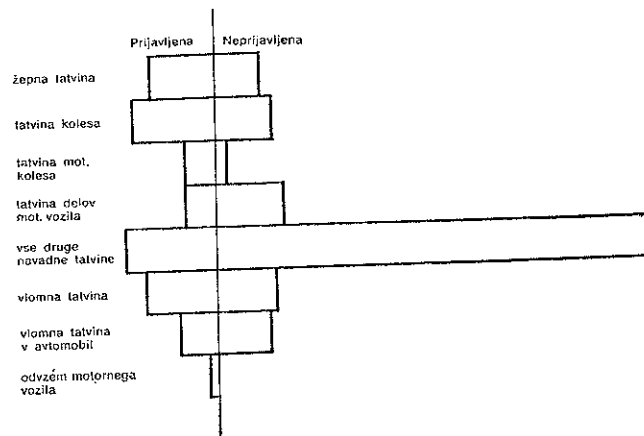 Prijavljena Neprijavljena
žepna tatvina
tatvina kolesa
tatvina mot.
kolesa
tatvina delov
mot. vozila
vse druge
navadne tatvine
vlomna tatvina
vlomna tatvina
v avtomobil
odvzém motornega
vozila